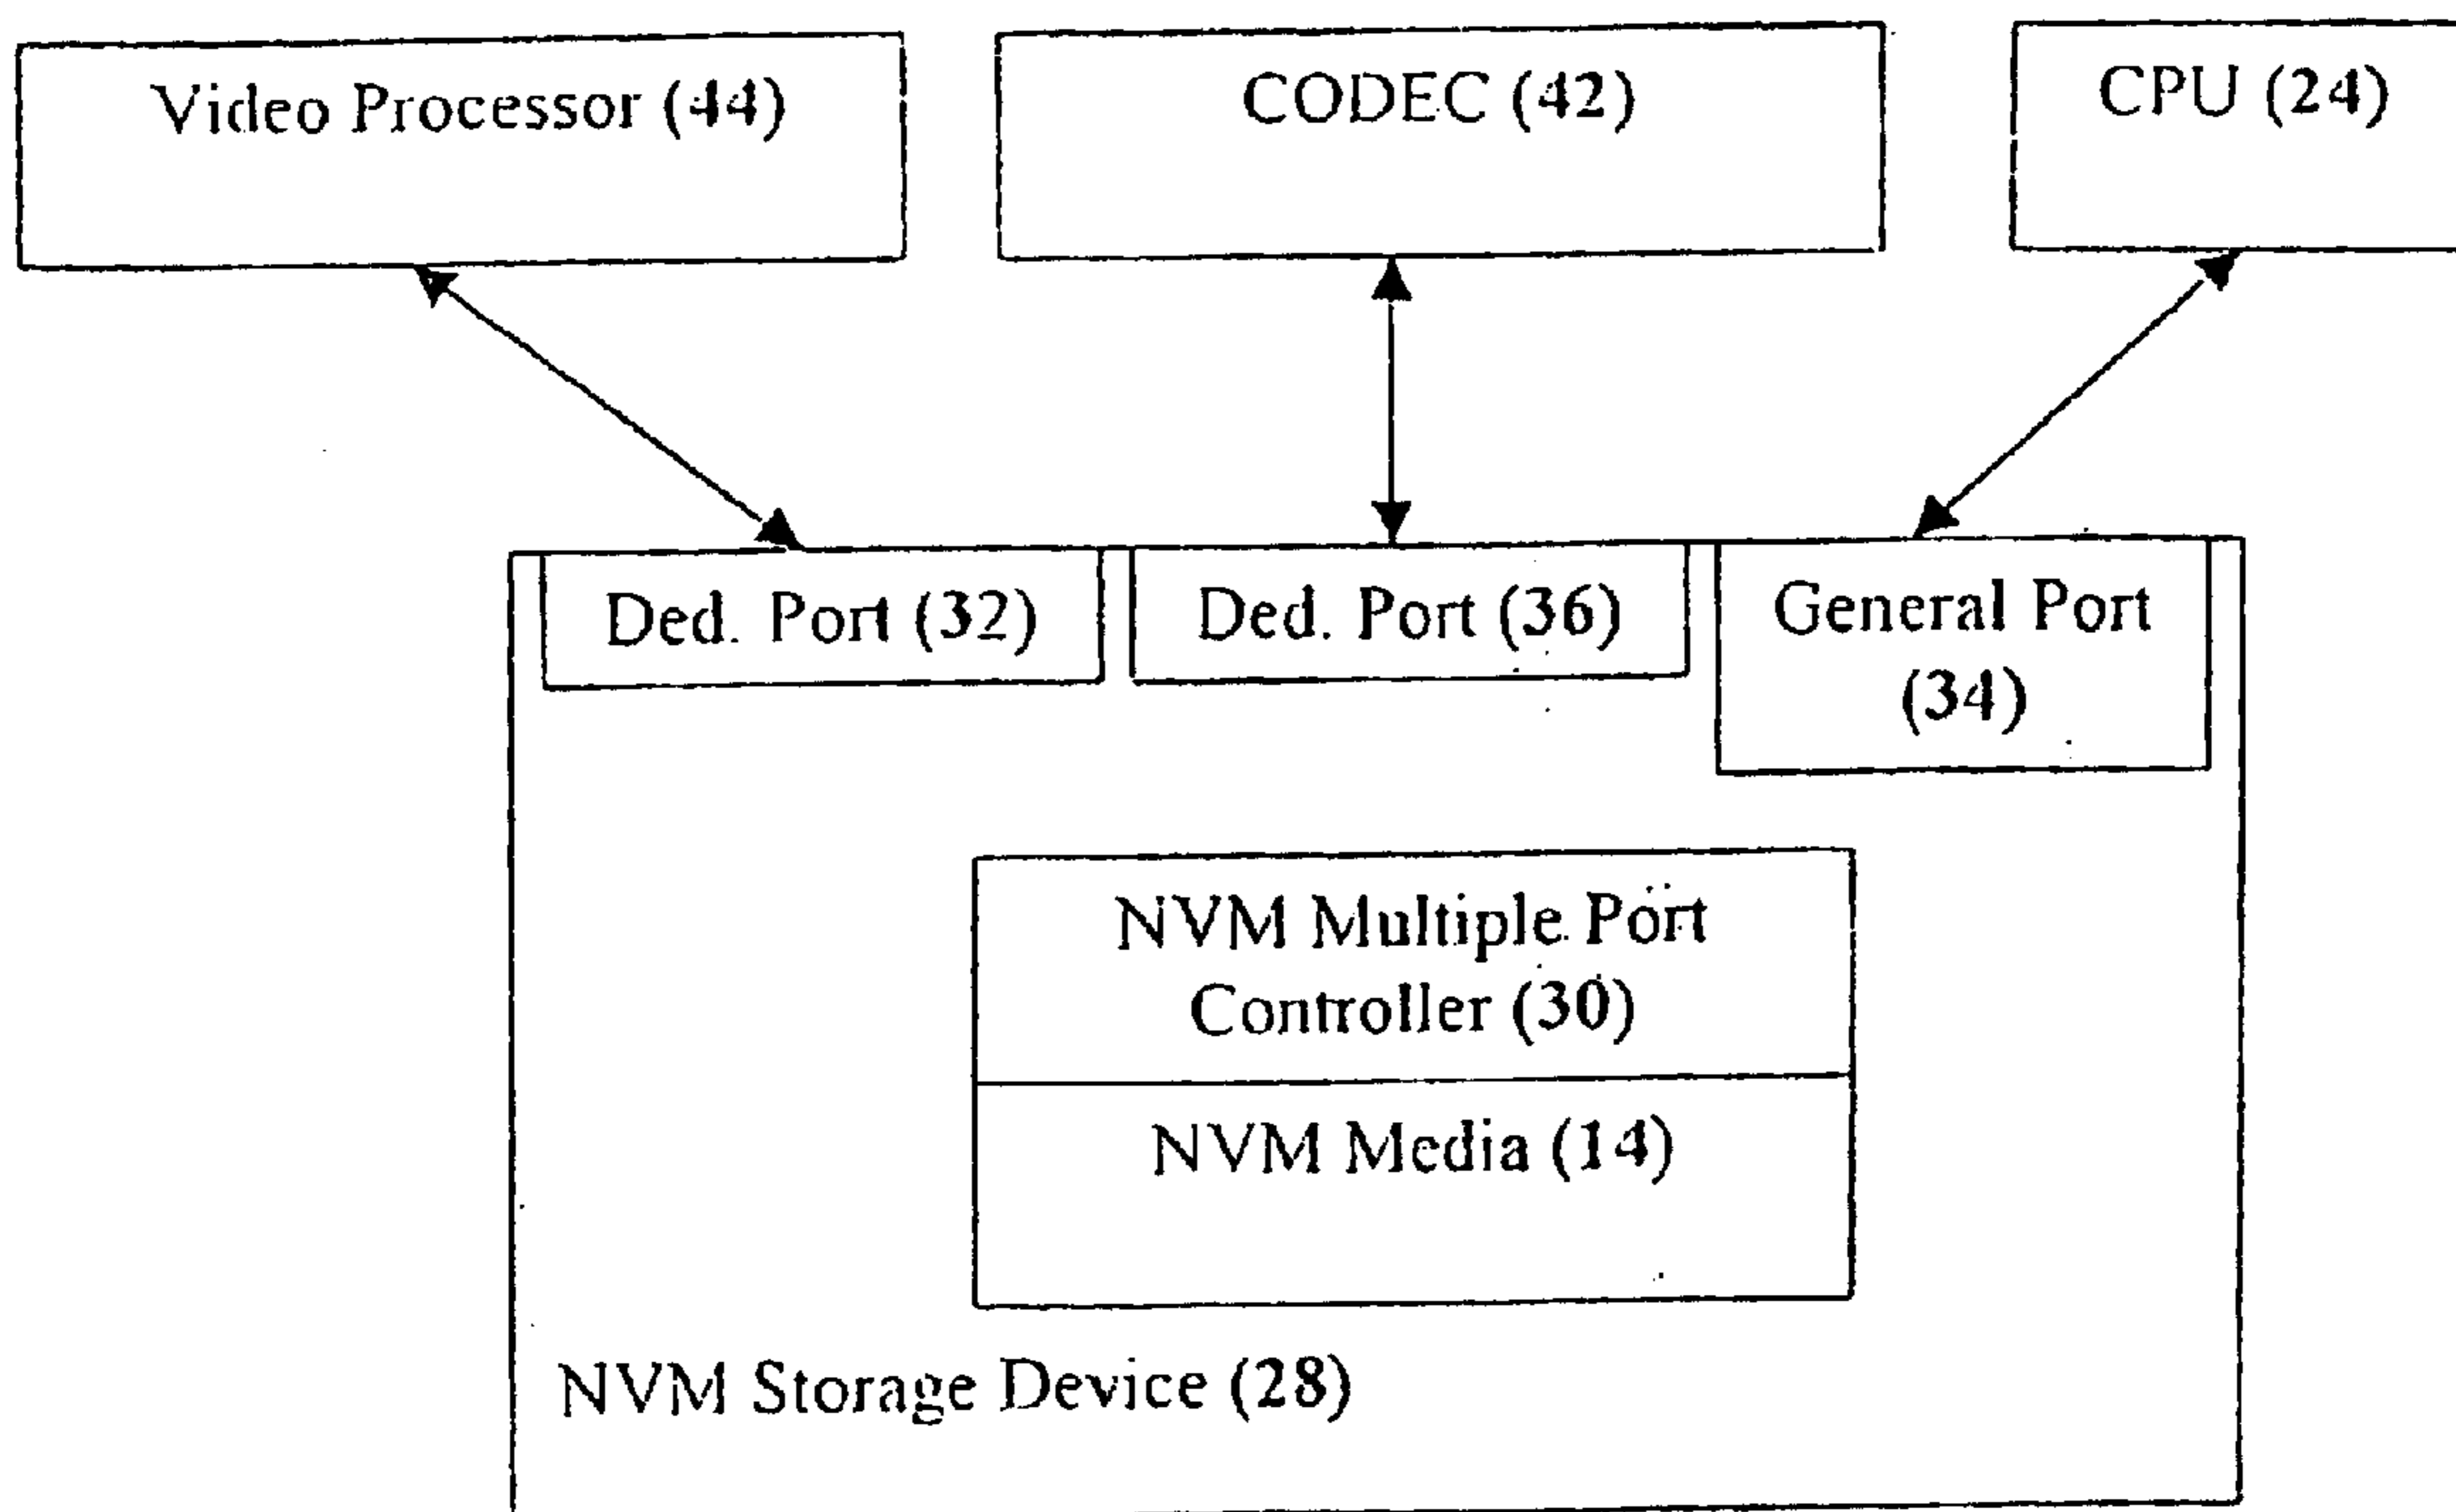 Video Processor (44)
CODEC (42)
CPU (24)
Ded. Port (32)
Ded. Port (36)
General Port
(34)
NVM Multiple Port
Controller (30)
NVM Media (14)
NVM Storage Device (28)